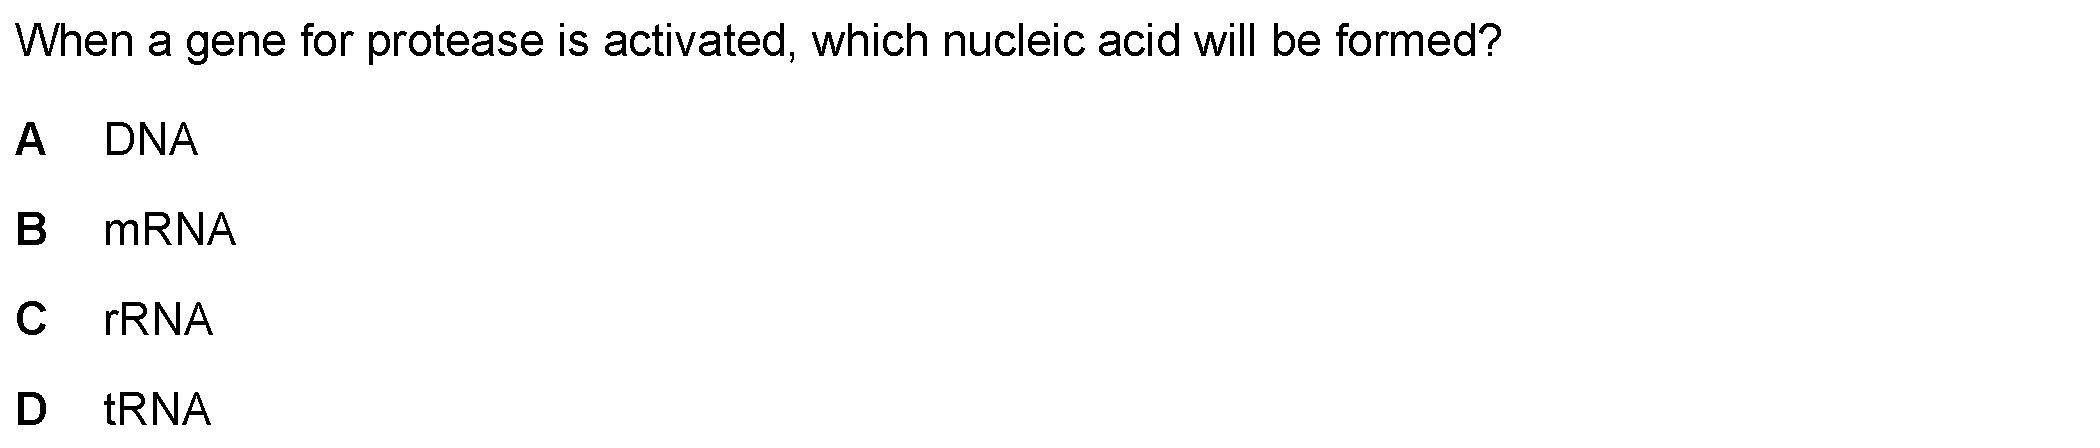 When a gene for protease is activated, which nucleic acid will be formed?
A DNA
B mRNA
C rRNA
D tRNA